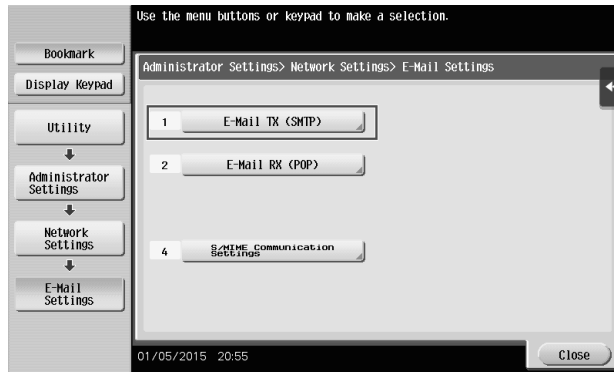 Use the menu buttons or keypad to make a selection.
Bookmark
Display Keypad
Administrator Settings> Network Settings> E-Mail Settings
Utility
Administrator
Settings
Network
Settings
E-Mail
Settings
1 E-Mail TX (SMTP)
2 E-Mail RX (POP)
4 S/MIME Communication
Settings
01/05/2015 20:55
Close